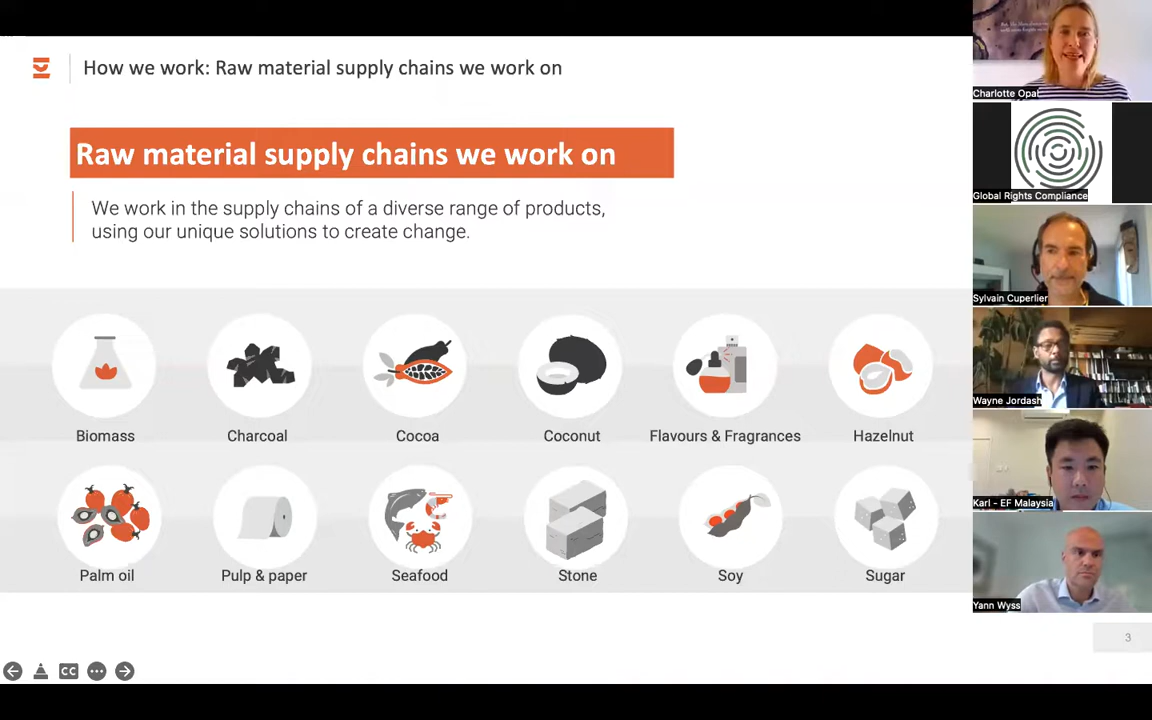 How we work: Raw material supply chains we work on
Raw material supply chains we work on
We work in the supply chains of a diverse range of products,
using our unique solutions to create change.
Biomass
Charcoal
Cocoa
Coconut
Flavours & Fragrances
Hazelnut
Palm oil
Pulp & paper
Seafood
Stone
Soy
Sugar
3
CC
Charlotte Opal
Global Rights Compliance
Sylvain Cuperlier
Wayne Jordash
Karl - EF Malaysia
Yann Wyss